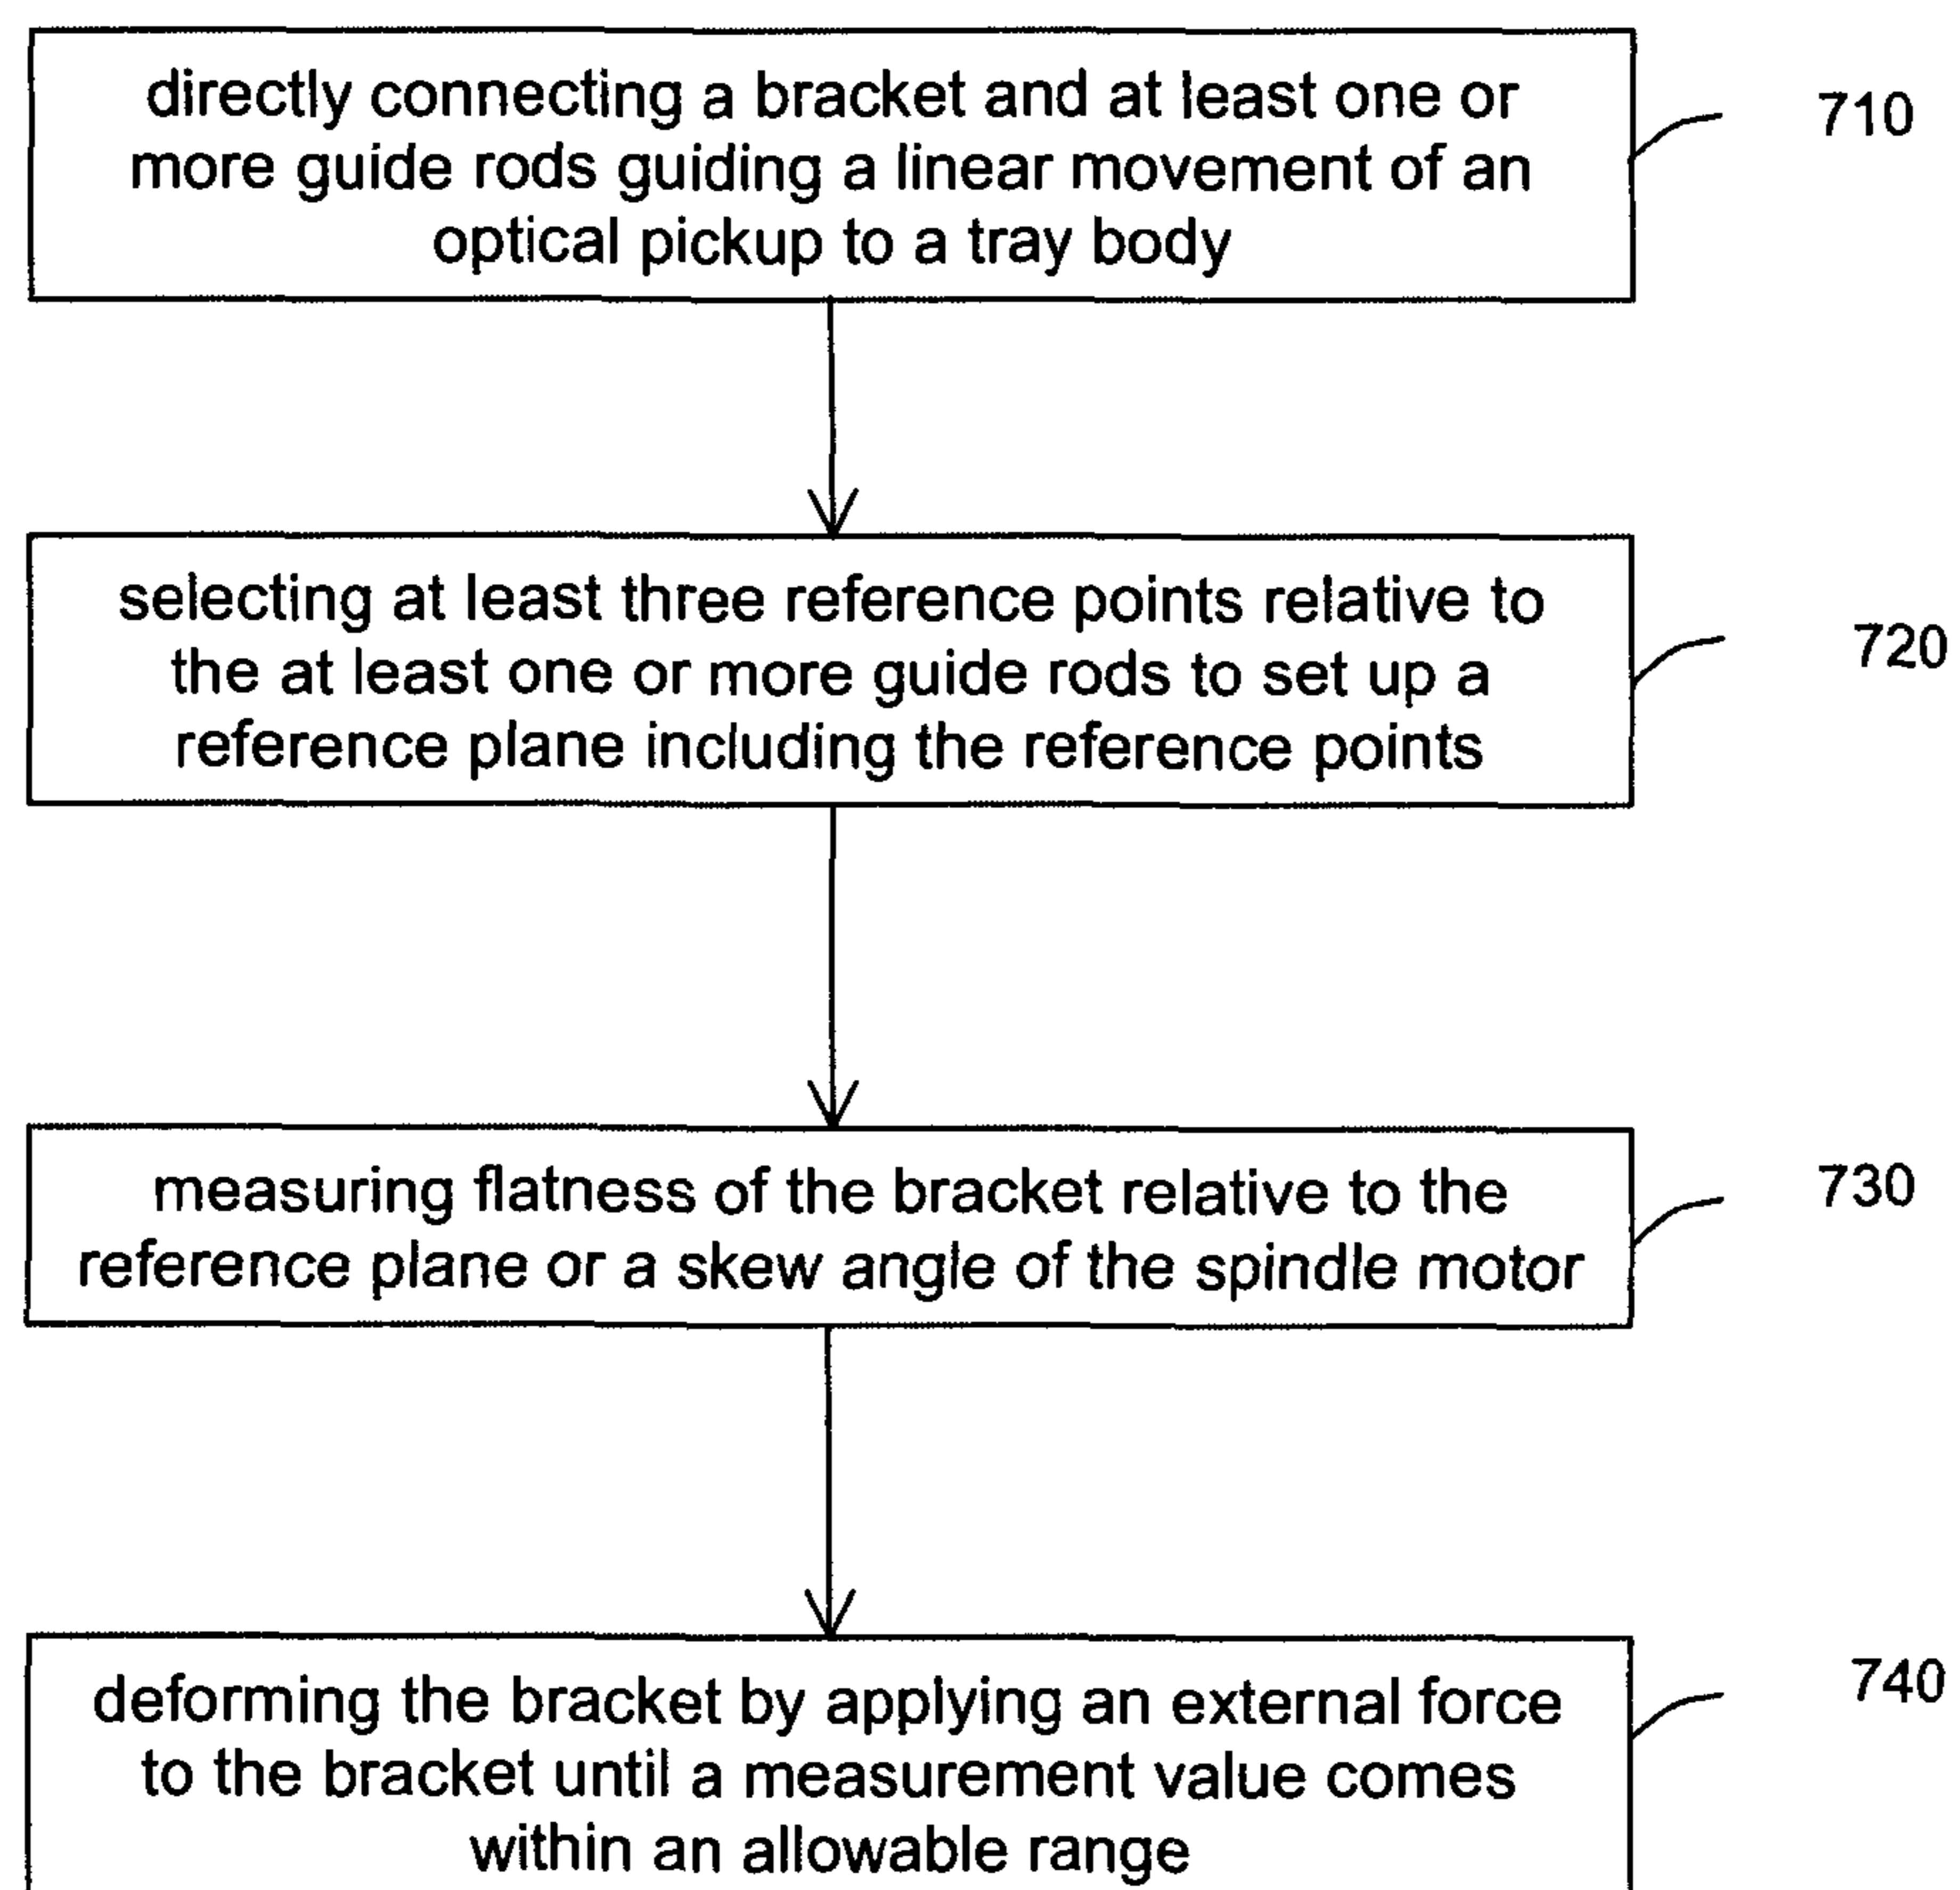 directly connecting a bracket and at least one or
more guide rods guiding a linear movement of an
optical pickup to a tray body
710
selecting at least three reference points relative to
the at least one or more guide rods to set up a
reference plane including the reference points
720
measuring flatness of the bracket relative to the
reference plane or a skew angle of the spindle motor
730
deforming the bracket by applying an external force
to the bracket until a measurement value comes
within an allowable range
740